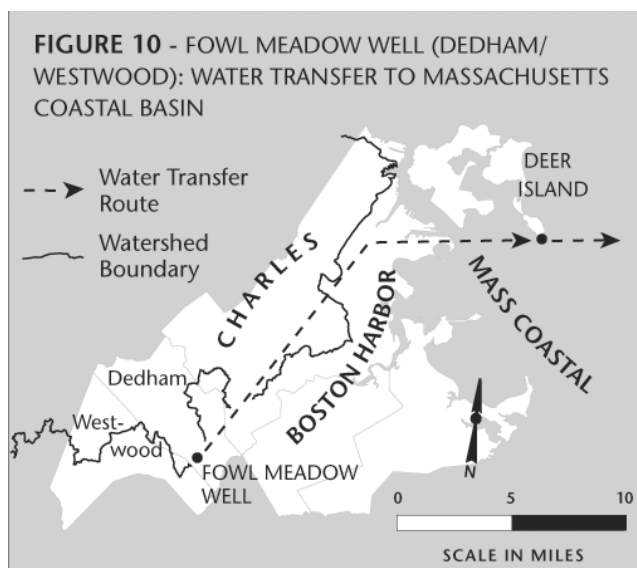 FIGURE 10 - FOWL MEADOW WELL (DEDHAM/
WESTWOOD): WATER TRANSFER TO MASSACHUSETTS
COASTAL BASIN
DEER
ISLAND
Water Transfer
Route
Watershed
Boundary
CHARLES
MASS COASTAL
BOSTON HARBOR
Dedham
West-
wood
FOWL MEADOW
WELL
N
0 5 10
SCALE IN MILES